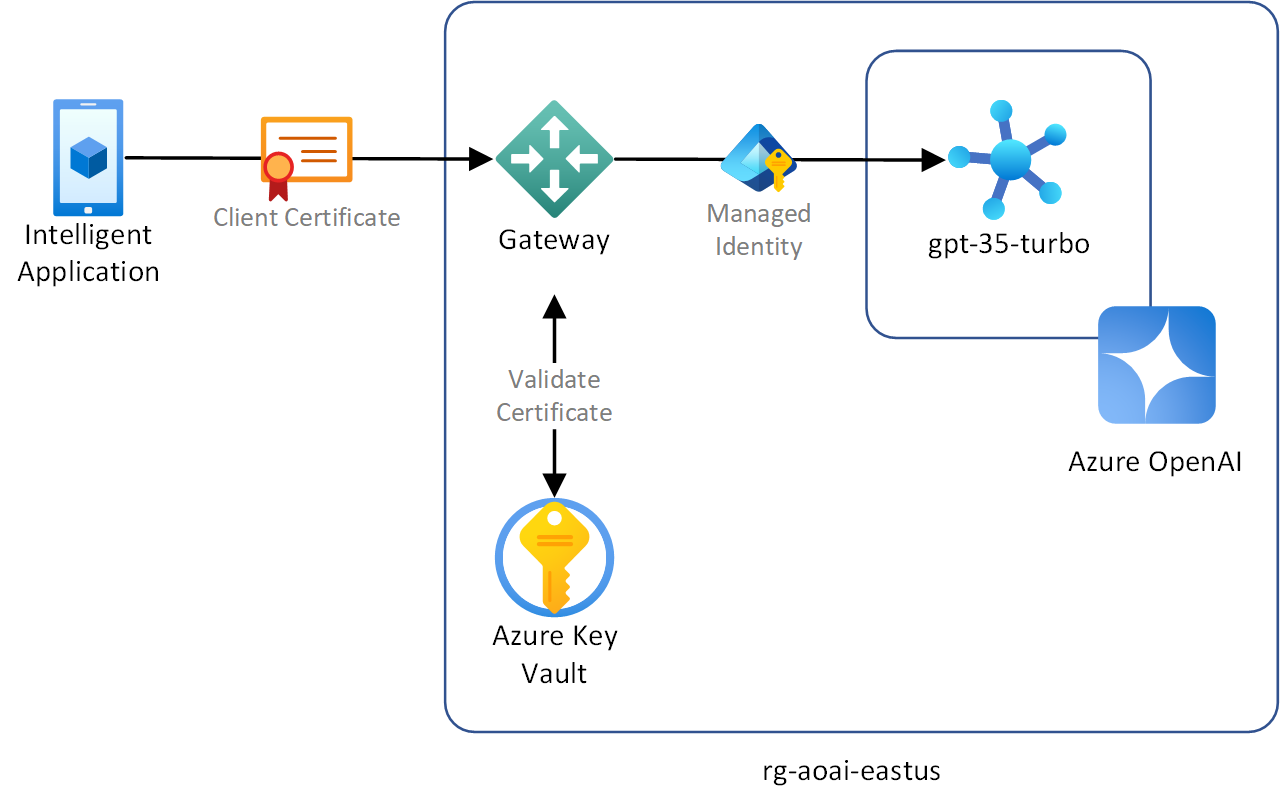 Intelligent
Application
Client Certificate
Gateway
Managed
Identity
gpt-35-turbo
Validate
Certificate
Azure OpenAI
Azure Key
Vault
rg-aoai-eastus